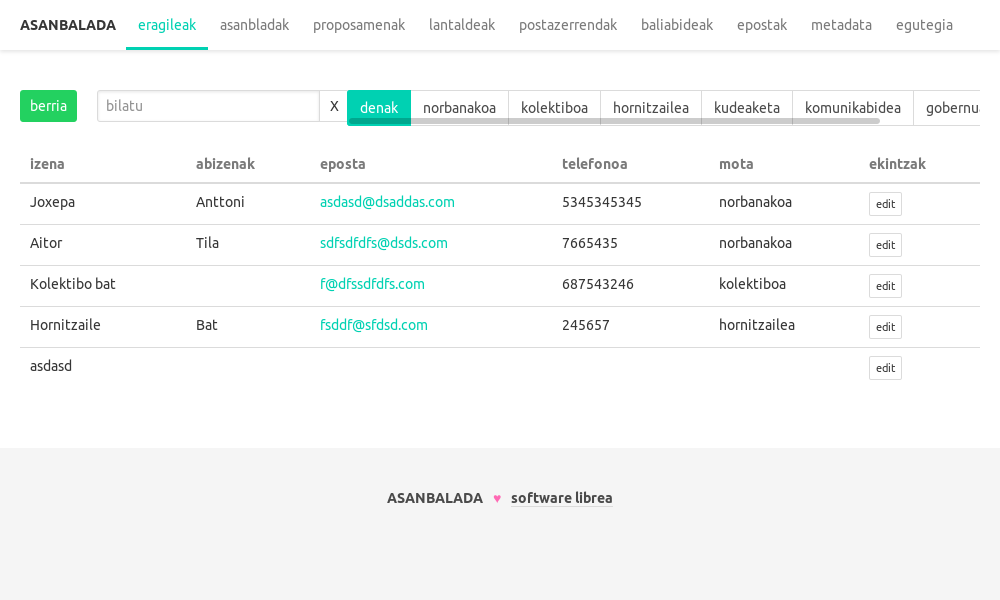 ASANBALADA eragileak asanbladak proposamenak lantaldeak postazerrendak baliabideak epostak metadata egutegia
berria bilatu X denak norbanakoa kolektiboa hornitzailea kudeaketa komunikabidea
izena abizenak eposta telefonoa mota ekintzak
Joxepa Anttoni asdasd@dsaddas.com 5345345345 norbanakoa edit
Aitor Tila sdfsdfdfs@dsds.com 7665435 norbanakoa edit
Kolektibo bat f@dfssdfdfs.com 687543246 kolektiboa edit
Hornitzaile Bat fsddf@sfdsd.com 245657 hornitzailea edit
asdasd edit
ASANBALADA ♥ software librea